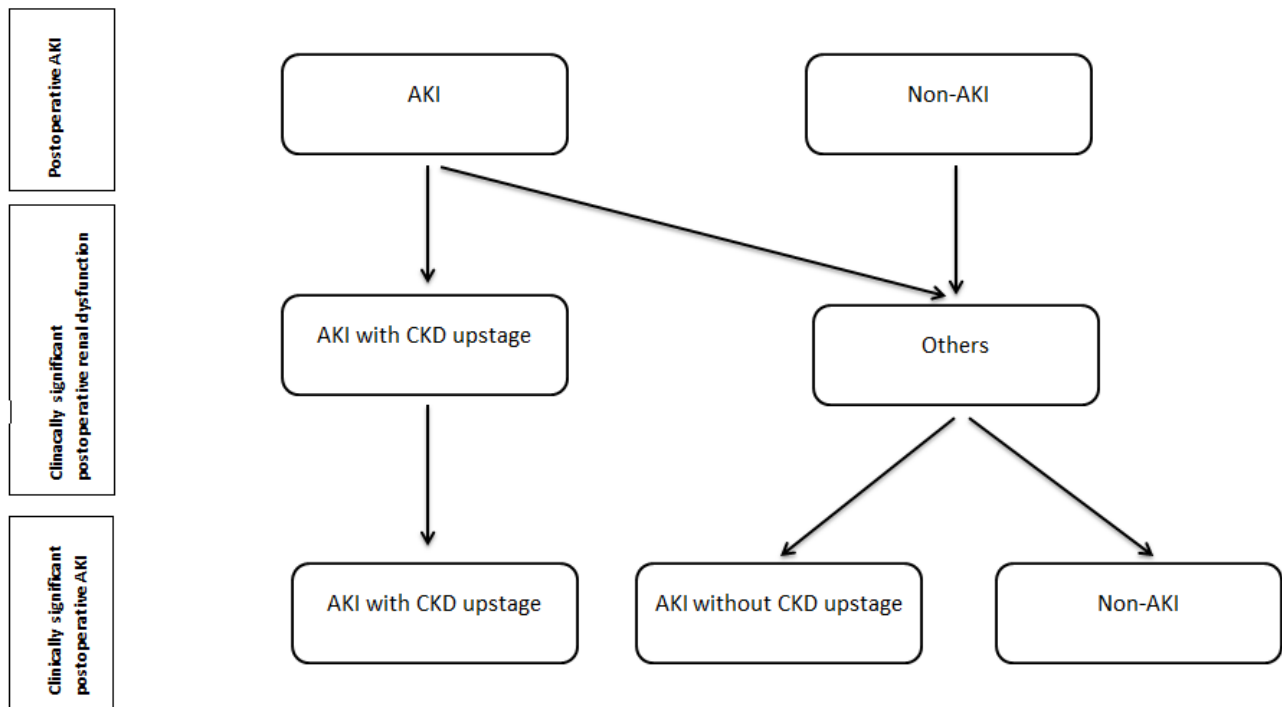 Postoperative AKI
AKI
Non-AKI
Clinacally significant
postoperative renal dysfunction
AKI with CKD upstage
Others
Clinically significant
postoperative AKI
AKI with CKD upstage
AKI without CKD upstage
Non-AKI